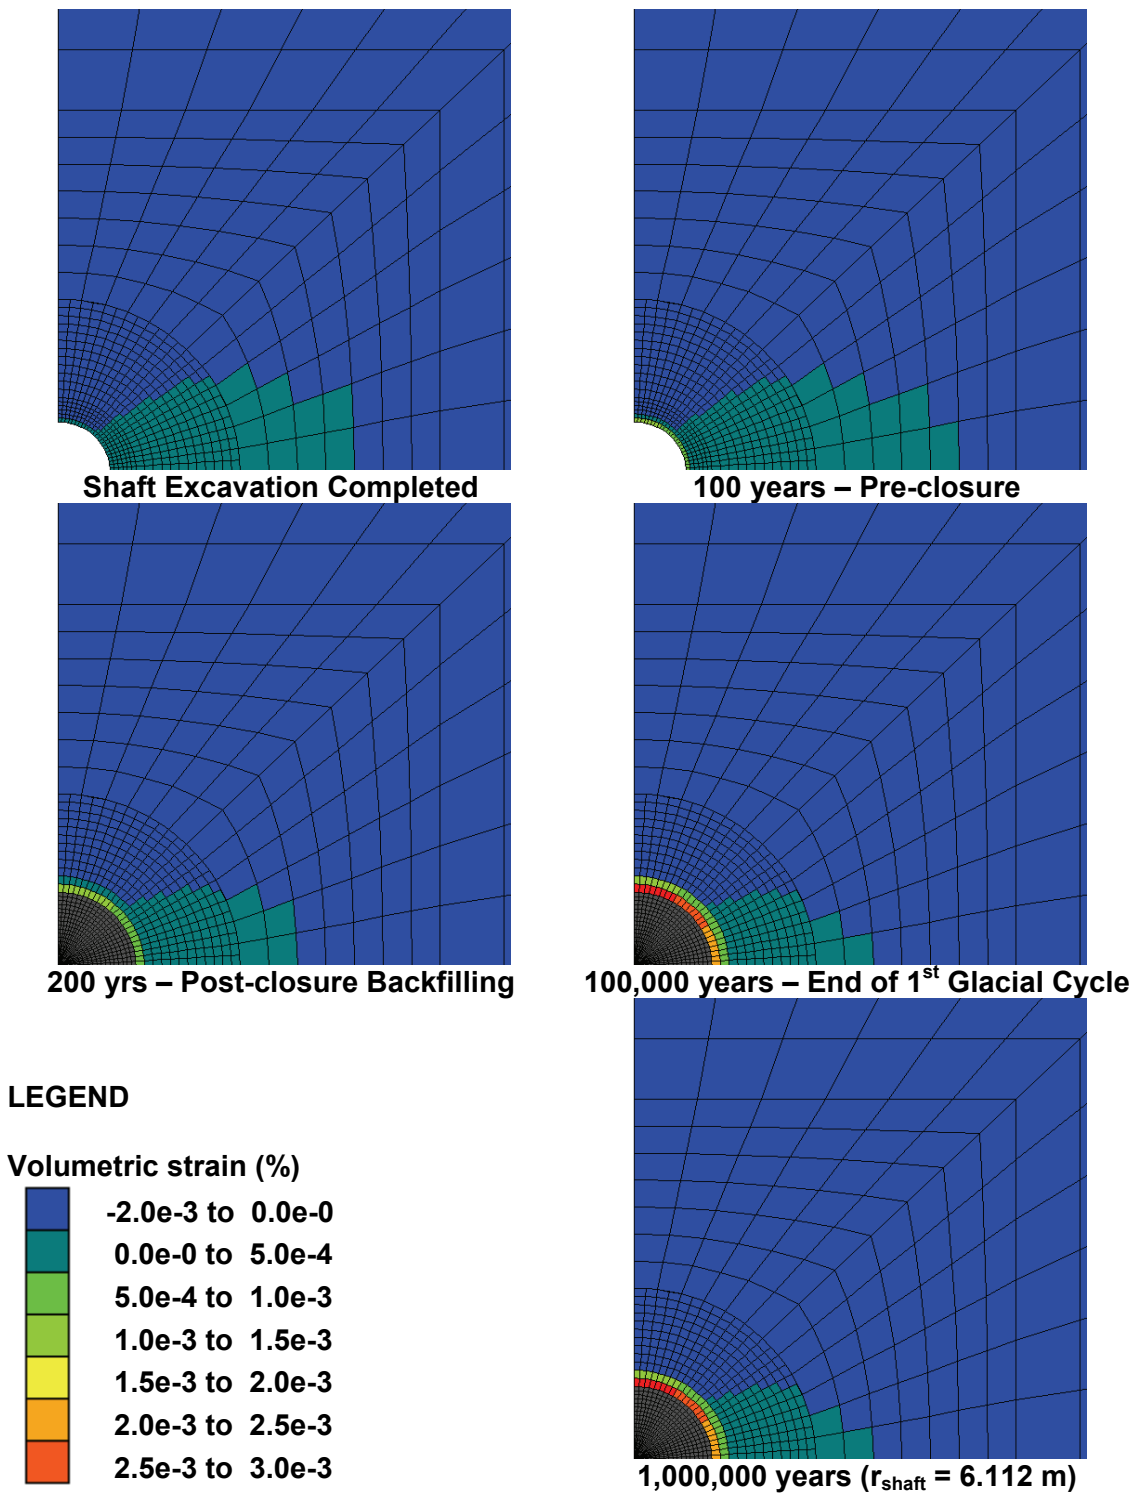 Shaft Excavation Completed
100 years – Pre-closure
200 yrs – Post-closure Backfilling
100,000 years – End of 1st Glacial Cycle
LEGEND
Volumetric strain (%)
-2.0e-3 to 0.0e-0
0.0e-0 to 5.0e-4
5.0e-4 to 1.0e-3
1.0e-3 to 1.5e-3
1.5e-3 to 2.0e-3
2.0e-3 to 2.5e-3
2.5e-3 to 3.0e-3
1,000,000 years (rshaft = 6.112 m)